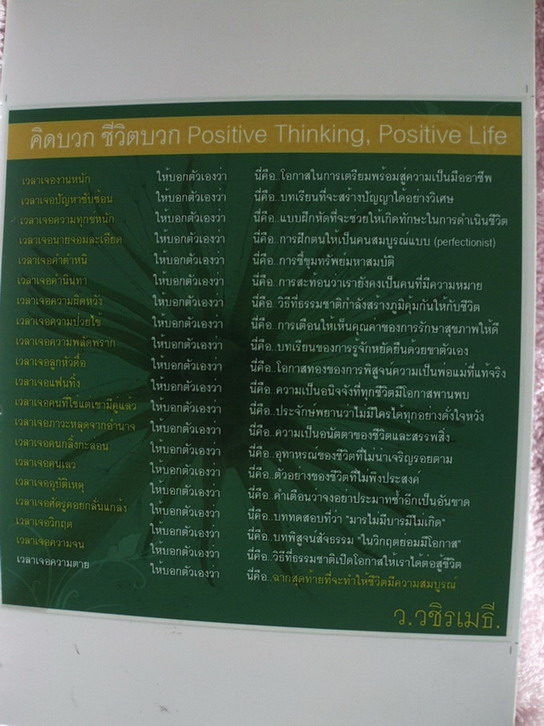 คิดบวก ชีวิตบวก Positive Thinking, Positive Life
เวลาเจองานหนัก ให้บอกตัวเองว่า นี่คือ..โอกาสในการเตรียมพร้อมสู่ความเป็นมืออาชีพ
เวลาเจอปัญหาซับซ้อน ให้บอกตัวเองว่า นี่คือ..บทเรียนที่จะสร้างปัญญาได้อย่างวิเศษ
เวลาเจอความทุกข์หนัก ให้บอกตัวเองว่า นี่คือ..แบบฝึกหัดที่จะช่วยให้เกิดทักษะในการดำเนินชีวิต
เวลาเจอนายจอมละเอียด ให้บอกตัวเองว่า นี่คือ..การฝึกตนให้เป็นคนสมบูรณ์แบบ (perfectionist)
เวลาเจอคำตำหนิ ให้บอกตัวเองว่า นี่คือ..การชี้ขุมทรัพย์มหาสมบัติ
เวลาเจอคำนินทา ให้บอกตัวเองว่า นี่คือ..การสะท้อนว่าเรายังคงเป็นคนที่มีความหมาย
เวลาเจอความผิดหวัง ให้บอกตัวเองว่า นี่คือ..วิธีที่ธรรมชาติกำลังสร้างภูมิคุ้มกันให้กับชีวิต
เวลาเจอความป่วยไข้ ให้บอกตัวเองว่า นี่คือ..การเตือนให้เห็นคุณค่าของการรักษาสุขภาพให้ดี
เวลาเจอความพลัดพราก ให้บอกตัวเองว่า นี่คือ..บทเรียนของการรู้จักหยัดยืนด้วยขาตัวเอง
เวลาเจอลูกหัวดื้อ ให้บอกตัวเองว่า นี่คือ..โอกาสทองของการพิสูจน์ความเป็นพ่อแม่ที่แท้จริง
เวลาเจอแฟนทิ้ง ให้บอกตัวเองว่า นี่คือ..ความเป็นอนิจจังที่ทุกชีวิตมีโอกาสพานพบ
เวลาเจอคนที่ใช่แต่เขามีคู่แล้ว ให้บอกตัวเองว่า นี่คือ..ประจักษ์พยานว่าไม่มีใครได้ทุกอย่างดั่งใจหวัง
เวลาเจอภาวะหลุดจากอำนาจ ให้บอกตัวเองว่า นี่คือ..ความเป็นอนัตตาของชีวิตและสรรพสิ่ง
เวลาเจอคนกลิ้งกะล่อน ให้บอกตัวเองว่า นี่คือ..อุทาหรณ์ของชีวิตที่ไม่น่าเจริญรอยตาม
เวลาเจอคนเลว ให้บอกตัวเองว่า นี่คือ..ตัวอย่างของชีวิตที่ไม่พึงประสงค์
เวลาเจออุบัติเหตุ ให้บอกตัวเองว่า นี่คือ..คำเตือนว่าจงอย่าประมาทซ้ำอีกเป็นอันขาด
เวลาเจอศัตรูคอยกลั่นแกล้ง ให้บอกตัวเองว่า นี่คือ..บททดสอบที่ว่า "มารไม่มีบารมีไม่เกิด"
เวลาเจอวิกฤต ให้บอกตัวเองว่า นี่คือ..บทพิสูจน์สัจธรรม "ในวิกฤตย่อมมีโอกาส"
เวลาเจอความจน ให้บอกตัวเองว่า นี่คือ..วิธีที่ธรรมชาติเปิดโอกาสให้เราได้ต่อสู้ชีวิต
เวลาเจอความตาย ให้บอกตัวเองว่า นี่คือ..ฉากสุดท้ายที่จะทำให้ชีวิตมีความสมบูรณ์
ว.วชิรเมธี.